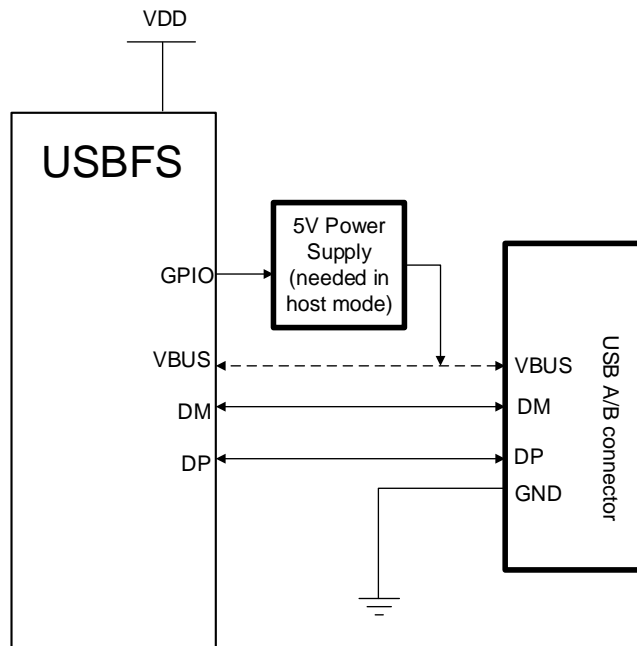 VDD
USBFS
5V Power
Supply
(needed in
host mode)
GPIO
VBUS
VBUS
DM
DM
DP
DP
GND
USB A/B connector